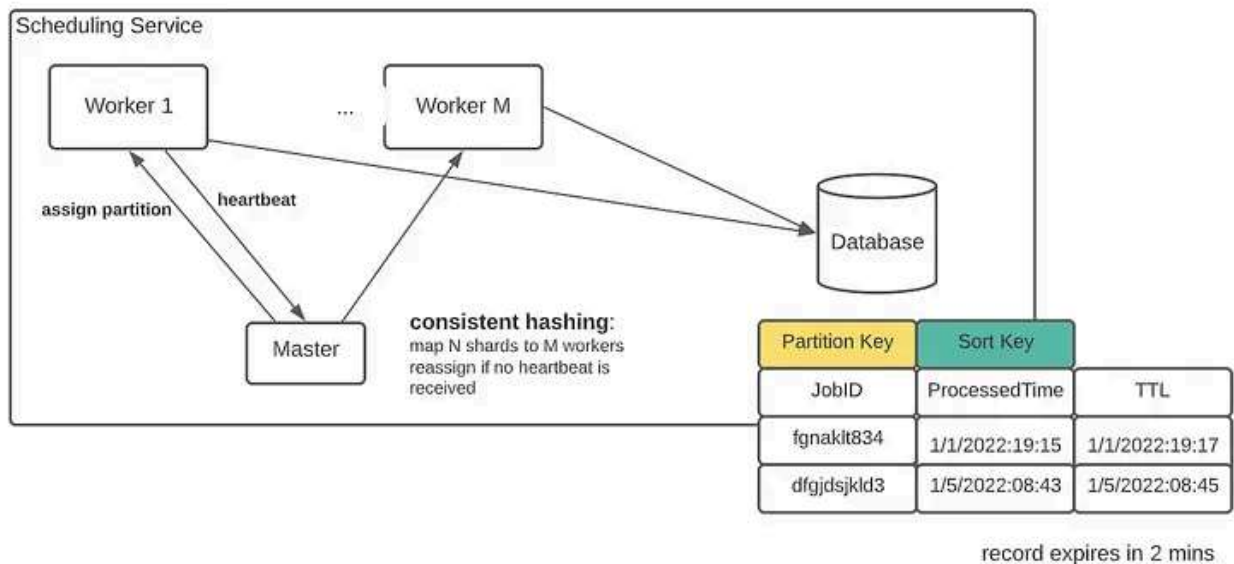 Scheduling Service
Worker 1
...
Worker M
assign partition
heartbeat
Database
Master
consistent hashing:
map N shards to M workers
reassign if no heartbeat is
received
Partition Key Sort Key
JobID ProcessedTime TTL
fgnaklt834 1/1/2022:19:15 1/1/2022:19:17
dfgjdsjkld3 1/5/2022:08:43 1/5/2022:08:45
record expires in 2 mins